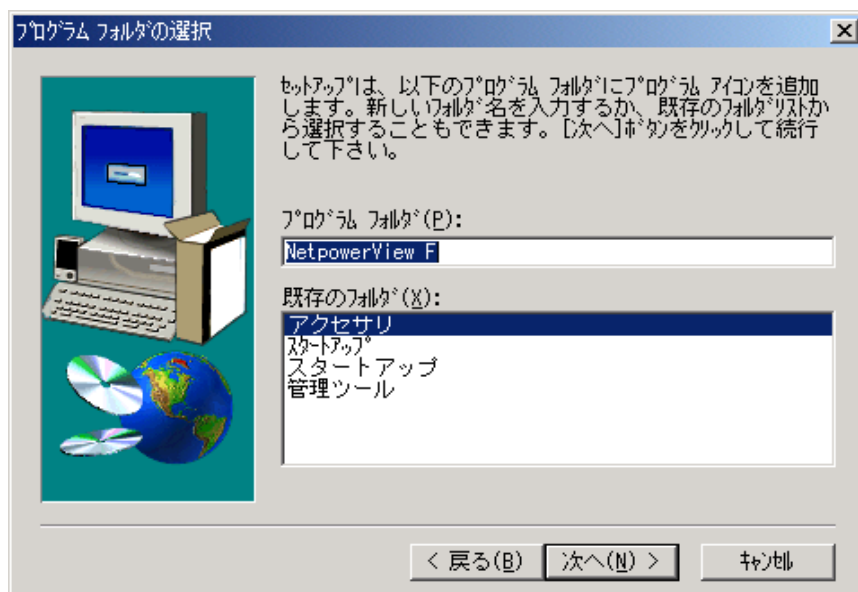 ﾌﾟﾛｸﾞﾗﾑ ﾌｫﾙﾀﾞの選択
ｾｯﾄｱｯﾌﾟは、以下のﾌﾟﾛｸﾞﾗﾑ ﾌｫﾙﾀﾞにﾌﾟﾛｸﾞﾗﾑ ｱｲｺﾝを追加
します。新しいﾌｫﾙﾀﾞ名を入力するか、既存のﾌｫﾙﾀﾞﾘｽﾄか
ら選択することもできます。[次へ]ﾎﾞﾀﾝをｸﾘｯｸして続行
して下さい。
ﾌﾟﾛｸﾞﾗﾑ ﾌｫﾙﾀﾞ(P):
NetpowerView F
既存のﾌｫﾙﾀﾞ(X):
アクセサリ
ｽﾀｰﾄｱｯﾌﾟ
スタートアップ
管理ツール
< 戻る(B) 次へ(N) > ｷｬﾝｾﾙ